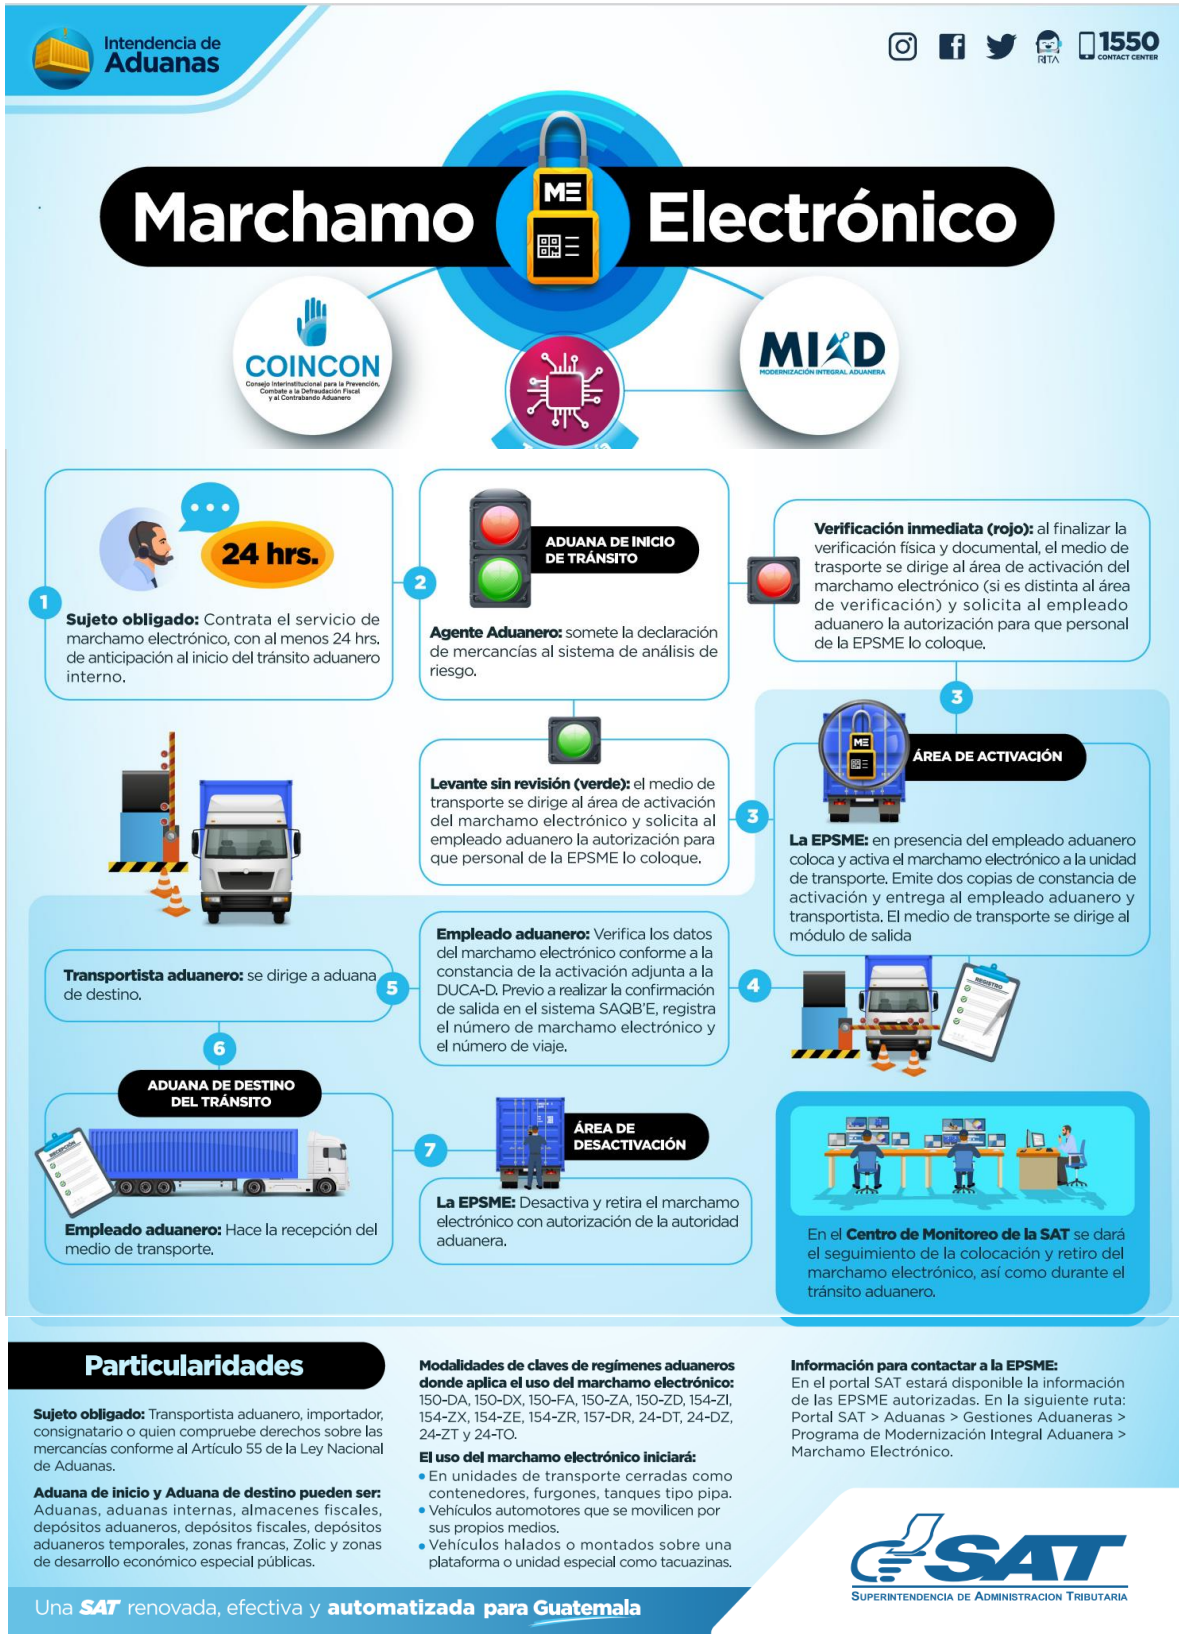 Intendencia de
Aduanas
RITA
1550
CONTACT CENTER
Marchamo
ME
Electrónico
COINCON
Consejo Interinstitucional para la Prevención,
Combate a la Defraudación Fiscal
y al Contrabando Aduanero
MIAD
MODERNIZACIÓN INTEGRAL ADUANERA
24 hrs.
1
Sujeto obligado: Contrata el servicio de
marchamo electrónico, con al menos 24 hrs.
de anticipación al inicio del tránsito aduanero
interno.
2
ADUANA DE INICIO
DE TRÁNSITO
Agente Aduanero: somete la declaración
de mercancías al sistema de análisis de
riesgo.
Verificación inmediata (rojo): al finalizar la
verificación física y documental, el medio de
trasporte se dirige al área de activación del
marchamo electrónico (si es distinta al área
de verificación) y solicita al empleado
aduanero la autorización para que personal
de la EPSME lo coloque.
3
Levante sin revisión (verde): el medio de
transporte se dirige al área de activación
del marchamo electrónico y solicita al
empleado aduanero la autorización para
que personal de la EPSME lo coloque.
3
ME
ÁREA DE ACTIVACIÓN
La EPSME: en presencia del empleado aduanero
coloca y activa el marchamo electrónico a la unidad
de transporte. Emite dos copias de constancia de
activación y entrega al empleado aduanero y
transportista. El medio de transporte se dirige al
módulo de salida
4
REGISTRO
Empleado aduanero: Verifica los datos
del marchamo electrónico conforme a la
constancia de la activación adjunta a la
DUCA-D. Previo a realizar la confirmación
de salida en el sistema SAQB'E, registra
el número de marchamo electrónico y
el número de viaje.
5
Transportista aduanero: se dirige a aduana
de destino.
6
ADUANA DE DESTINO
DEL TRÁNSITO
RECEPCIÓN
Empleado aduanero: Hace la recepción del
medio de transporte.
7
ÁREA DE
DESACTIVACIÓN
La EPSME: Desactiva y retira el marchamo
electrónico con autorización de la autoridad
aduanera.
En el Centro de Monitoreo de la SAT se dará
el seguimiento de la colocación y retiro del
marchamo electrónico, así como durante el
tránsito aduanero.
Particularidades
Sujeto obligado: Transportista aduanero, importador,
consignatario o quien compruebe derechos sobre las
mercancías conforme al Artículo 55 de la Ley Nacional
de Aduanas.
Aduana de inicio y Aduana de destino pueden ser:
Aduanas, aduanas internas, almacenes fiscales,
depósitos aduaneros, depósitos fiscales, depósitos
aduaneros temporales, zonas francas, Zolic y zonas
de desarrollo económico especial públicas.
Modalidades de claves de regímenes aduaneros
donde aplica el uso del marchamo electrónico:
150-DA, 150-DX, 150-FA, 150-ZA, 150-ZD, 154-ZI,
154-ZX, 154-ZE, 154-ZR, 157-DR, 24-DT, 24-DZ,
24-ZT y 24-TO.
El uso del marchamo electrónico iniciará:
• En unidades de transporte cerradas como
contenedores, furgones, tanques tipo pipa.
• Vehículos automotores que se movilicen por
sus propios medios.
• Vehículos halados o montados sobre una
plataforma o unidad especial como tacuazinas.
Información para contactar a la EPSME:
En el portal SAT estará disponible la información
de las EPSME autorizadas. En la siguiente ruta:
Portal SAT > Aduanas > Gestiones Aduaneras >
Programa de Modernización Integral Aduanera >
Marchamo Electrónico.
SAT
SUPERINTENDENCIA DE ADMINISTRACION TRIBUTARIA
Una SAT renovada, efectiva y automatizada para Guatemala